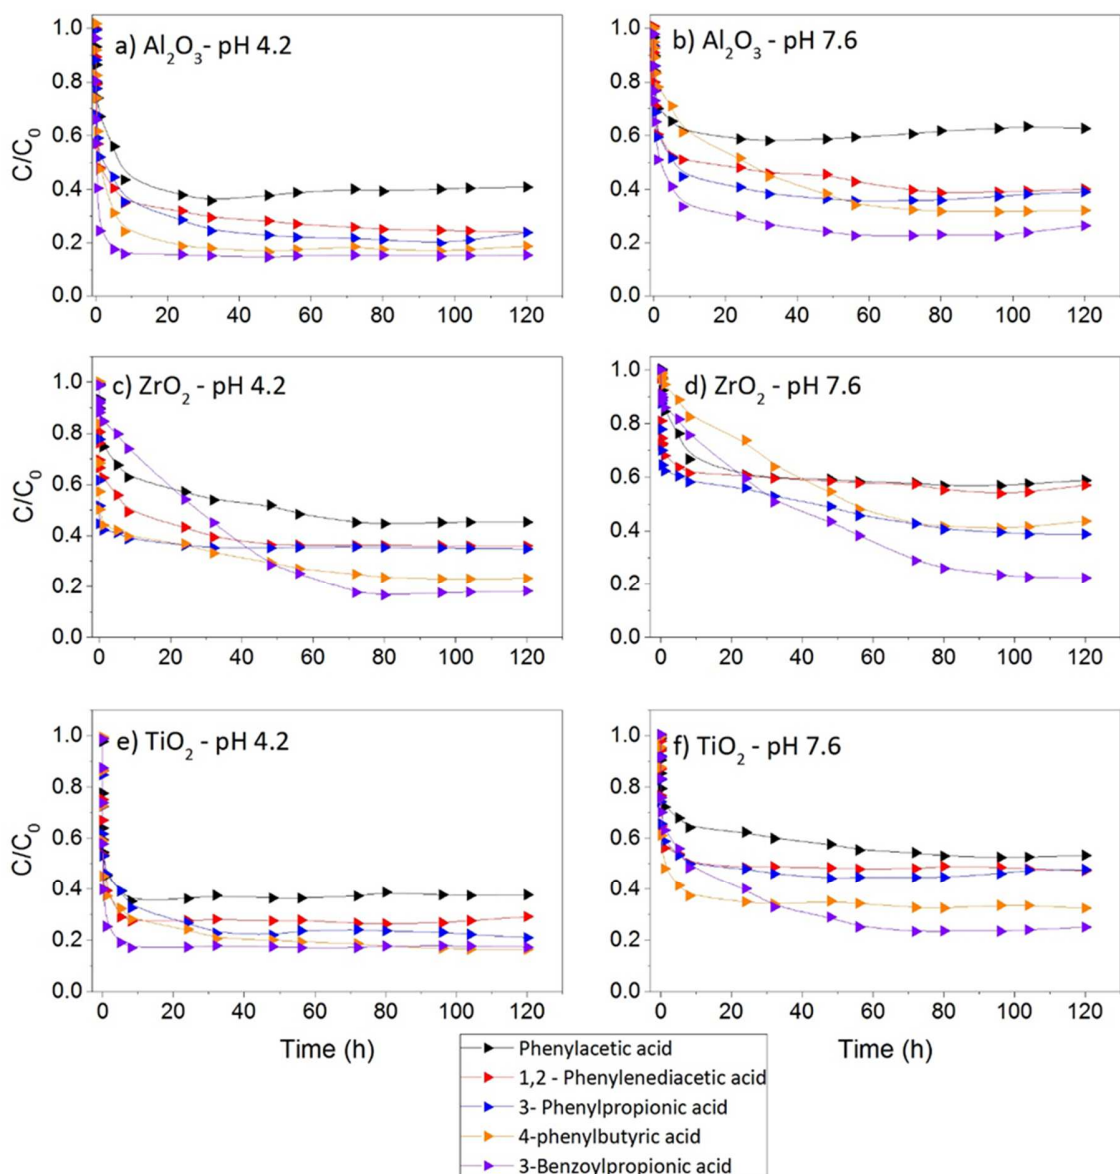 a) Al2O3- pH 4.2
b) Al2O3 - pH 7.6
C/C0
1.0
0.8
0.6
0.4
0.2
0.0
0 20 40 60 80 100 120
1.0
0.8
0.6
0.4
0.2
0.0
0 20 40 60 80 100 120
c) ZrO2 - pH 4.2
d) ZrO2 - pH 7.6
C/C0
1.0
0.8
0.6
0.4
0.2
0.0
0 20 40 60 80 100 120
1.0
0.8
0.6
0.4
0.2
0.0
0 20 40 60 80 100 120
e) TiO2 - pH 4.2
f) TiO2 - pH 7.6
C/C0
1.0
0.8
0.6
0.4
0.2
0.0
0 20 40 60 80 100 120
1.0
0.8
0.6
0.4
0.2
0.0
0 20 40 60 80 100 120
Time (h)
Time (h)
Phenylacetic acid
1,2 - Phenylenediacetic acid
3- Phenylpropionic acid
4-phenylbutyric acid
3-Benzoylpropionic acid